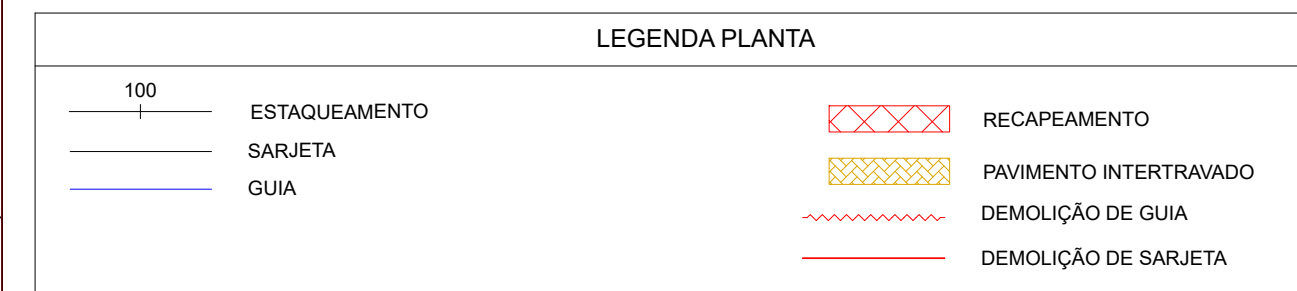 LEGENDA PLANTA
100
ESTAQUEAMENTO
SARJETA
GUIA
RECAPEAMENTO
PAVIMENTO INTERTRAVADO
DEMOLIÇÃO DE GUIA
DEMOLIÇÃO DE SARJETA